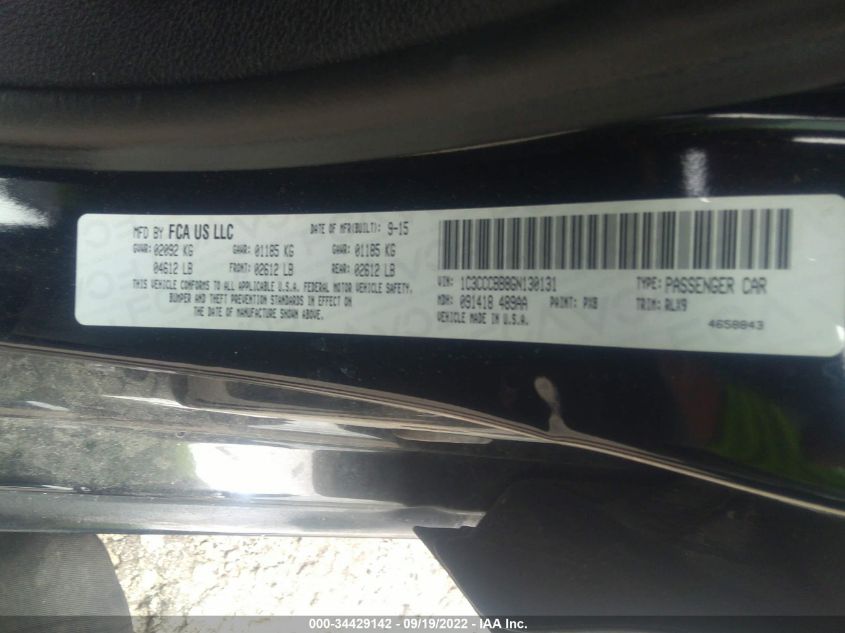 MFD BY FCA US LLC DATE OF MFR(BUILT): 9-15
GVWR: 02092 KG GAWR: 01185 KG GAWR: 01185 KG
04612 LB FRONT: 02612 LB REAR: 02612 LB
THIS VEHICLE CONFORMS TO ALL APPLICABLE U.S.A. FEDERAL MOTOR VEHICLE SAFETY,
BUMPER AND THEFT PREVENTION STANDARDS IN EFFECT ON
THE DATE OF MANUFACTURE SHOWN ABOVE.
VIN: 1C3CCCBB8GN130131 TYPE: PASSENGER CAR
MDH: 091418 489AA PAINT: PX8 TRIM: RLX9
VEHICLE MADE IN U.S.A. 4658843
000-34429142 - 09/19/2022 - IAA, Inc.